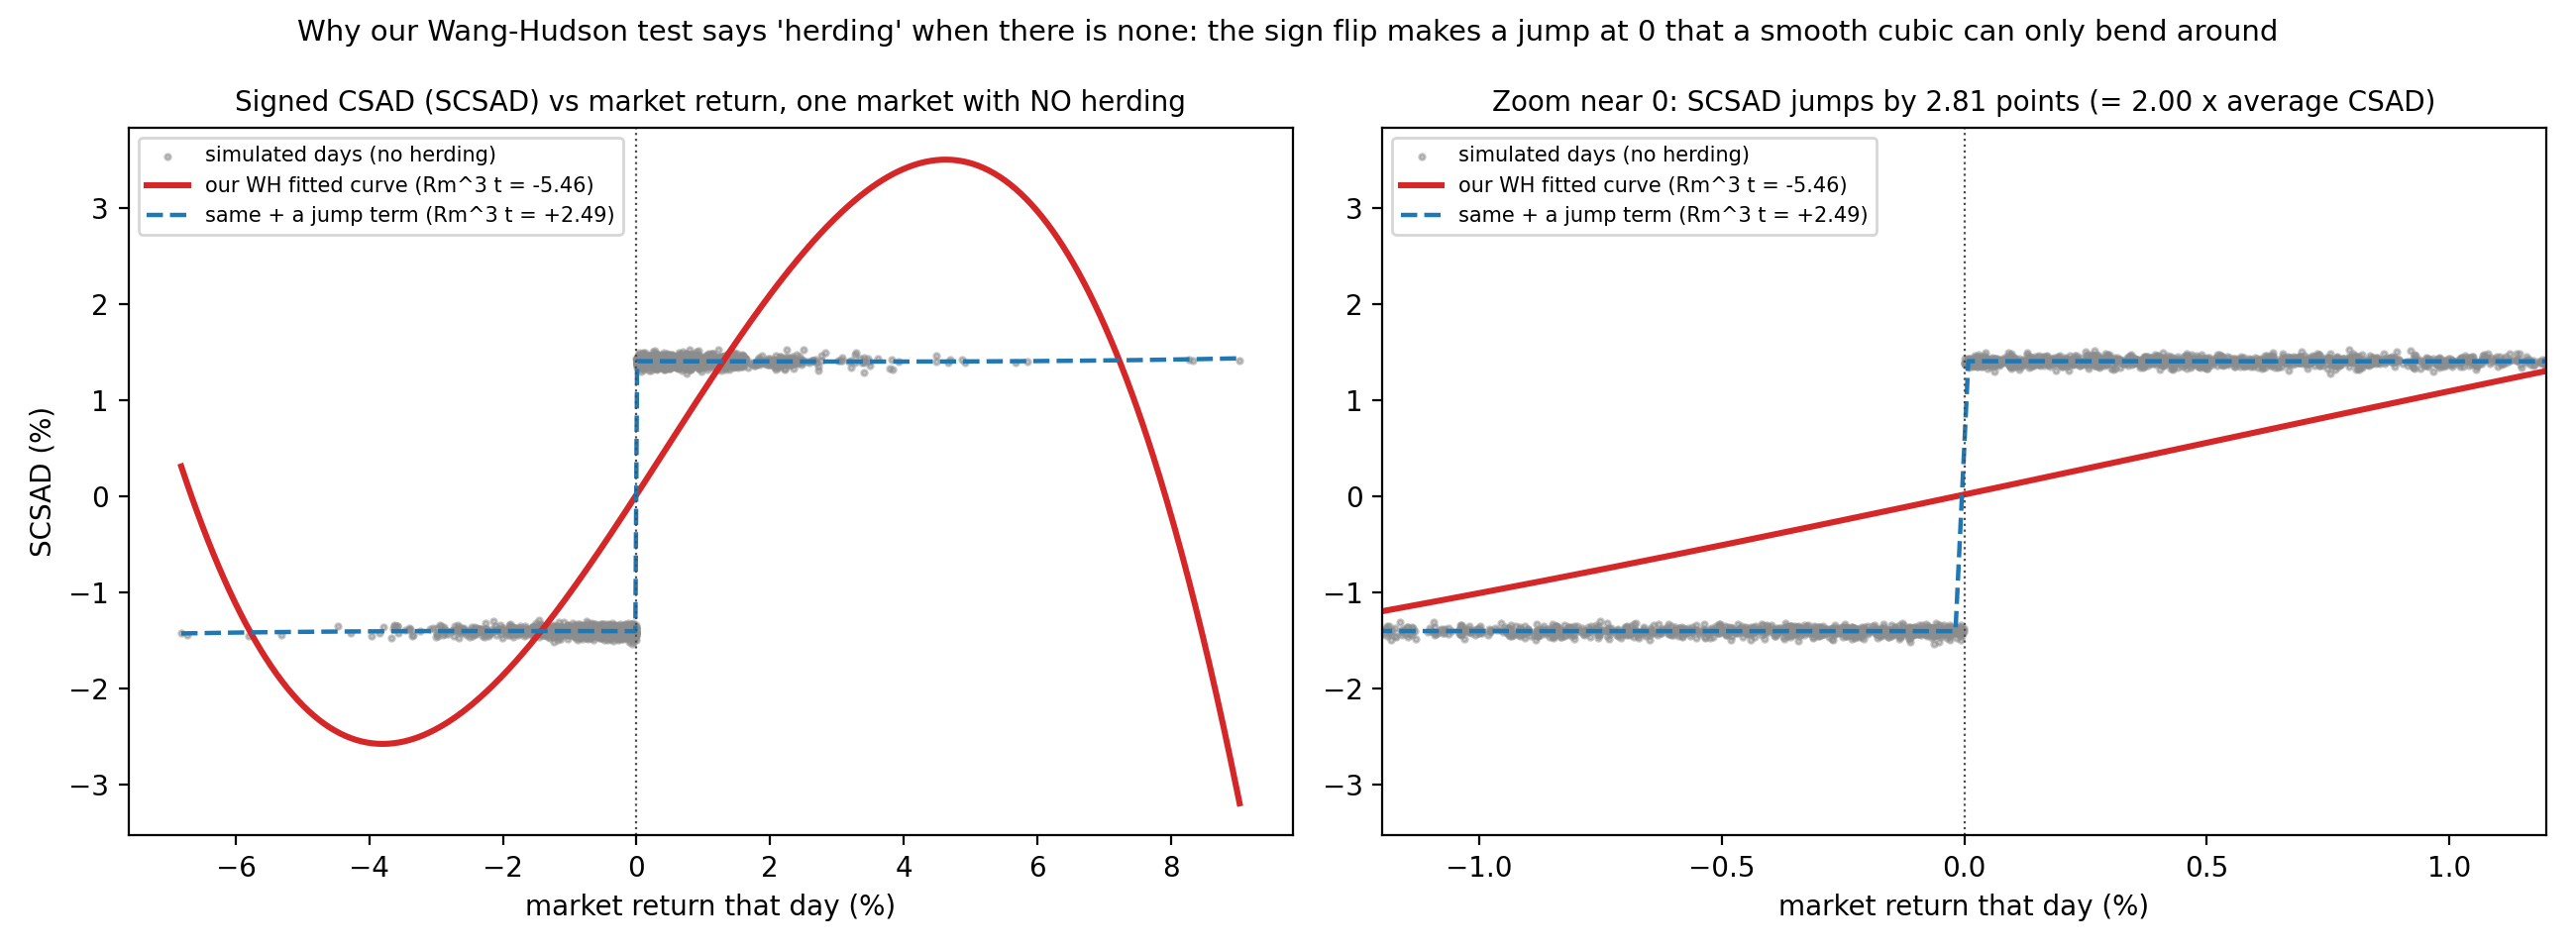 Why our Wang-Hudson test says 'herding' when there is none: the sign flip makes a jump at 0 that a smooth cubic can only bend around
Signed CSAD (SCSAD) vs market return, one market with NO herding
simulated days (no herding)
our WH fitted curve (Rm^3 t = -5.46)
same + a jump term (Rm^3 t = +2.49)
SCSAD (%)
3
2
1
0
−1
−2
−3
−6
−4
−2
0
2
4
6
8
market return that day (%)
Zoom near 0: SCSAD jumps by 2.81 points (= 2.00 x average CSAD)
simulated days (no herding)
our WH fitted curve (Rm^3 t = -5.46)
same + a jump term (Rm^3 t = +2.49)
3
2
1
0
−1
−2
−3
−1.0
−0.5
0.0
0.5
1.0
market return that day (%)